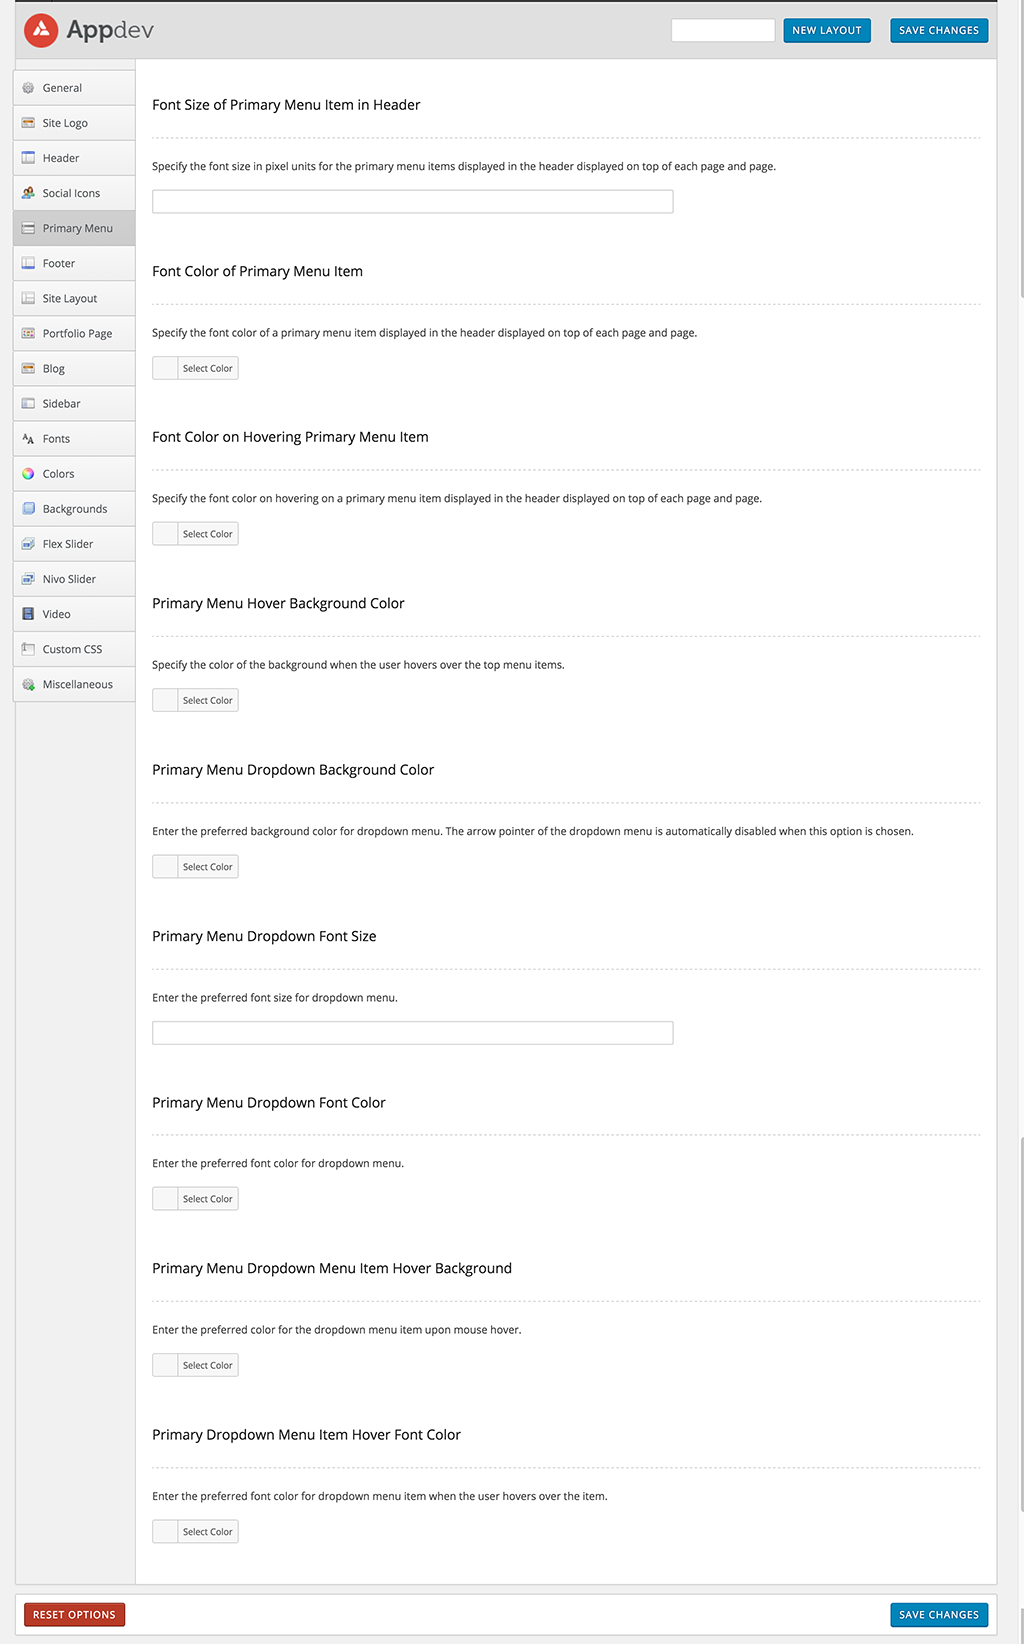 Appdev
NEW LAYOUT
SAVE CHANGES
General
Site Logo
Header
Social Icons
Primary Menu
Footer
Site Layout
Portfolio Page
Blog
Sidebar
Fonts
Colors
Backgrounds
Flex Slider
Nivo Slider
Video
Custom CSS
Miscellaneous
Font Size of Primary Menu Item in Header
Specify the font size in pixel units for the primary menu items displayed in the header displayed on top of each page and page.
Font Color of Primary Menu Item
Specify the font color of a primary menu item displayed in the header displayed on top of each page and page.
Select Color
Font Color on Hovering Primary Menu Item
Specify the font color on hovering on a primary menu item displayed in the header displayed on top of each page and page.
Select Color
Primary Menu Hover Background Color
Specify the color of the background when the user hovers over the top menu items.
Select Color
Primary Menu Dropdown Background Color
Enter the preferred background color for dropdown menu. The arrow pointer of the dropdown menu is automatically disabled when this option is chosen.
Select Color
Primary Menu Dropdown Font Size
Enter the preferred font size for dropdown menu.
Primary Menu Dropdown Font Color
Enter the preferred font color for dropdown menu.
Select Color
Primary Menu Dropdown Menu Item Hover Background
Enter the preferred color for the dropdown menu item upon mouse hover.
Select Color
Primary Dropdown Menu Item Hover Font Color
Enter the preferred font color for dropdown menu item when the user hovers over the item.
Select Color
RESET OPTIONS
SAVE CHANGES